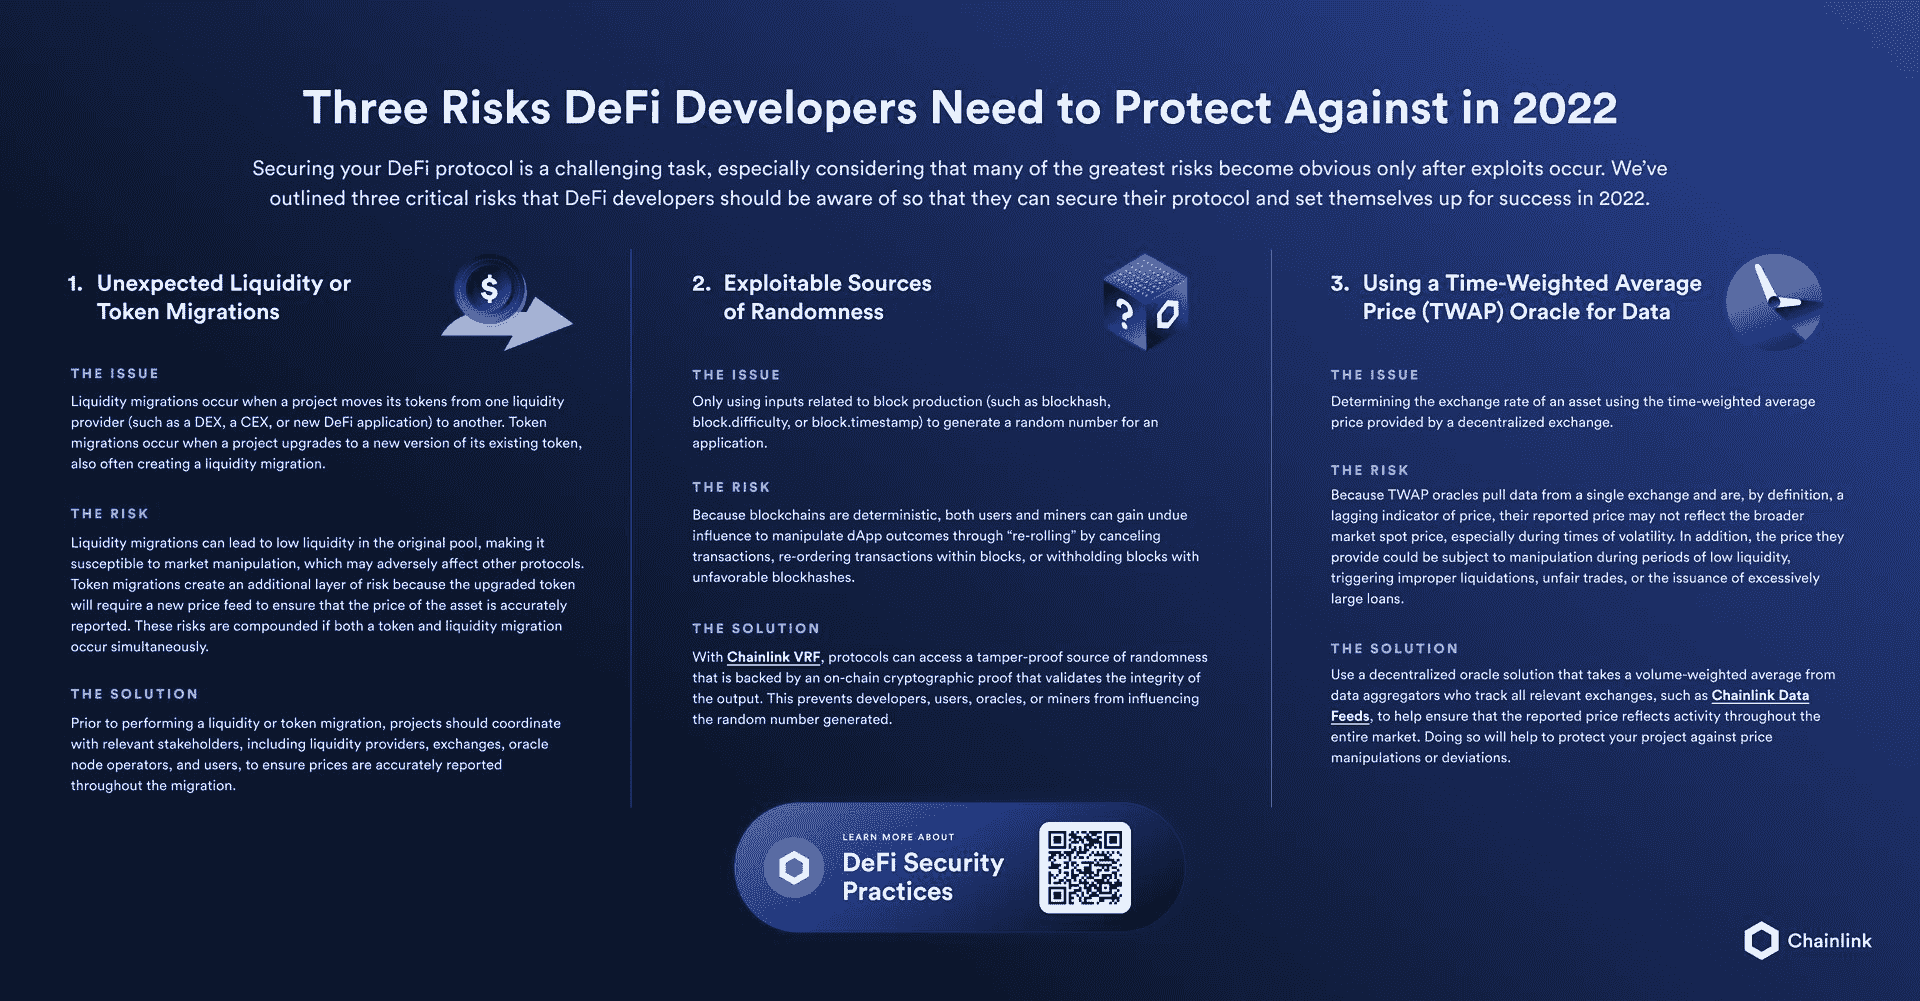 Three Risks DeFi Developers Need to Protect Against in 2022
Securing your DeFi protocol is a challenging task, especially considering that many of the greatest risks become obvious only after exploits occur. We've
outlined three critical risks that DeFi developers should be aware of so that they can secure their protocol and set themselves up for success in 2022.
1. Unexpected Liquidity or
Token Migrations
$
THE ISSUE
Liquidity migrations occur when a project moves its tokens from one liquidity
provider (such as a DEX, a CEX, or new DeFi application) to another. Token
migrations occur when a project upgrades to a new version of its existing token,
also often creating a liquidity migration.
THE RISK
Liquidity migrations can lead to low liquidity in the original pool, making it
susceptible to market manipulation, which may adversely affect other protocols.
Token migrations create an additional layer of risk because the upgraded token
will require a new price feed to ensure that the price of the asset is accurately
reported. These risks are compounded if both a token and liquidity migration
occur simultaneously.
THE SOLUTION
Prior to performing a liquidity or token migration, projects should coordinate
with relevant stakeholders, including liquidity providers, exchanges, oracle
node operators, and users, to ensure prices are accurately reported
throughout the migration.
2. Exploitable Sources
of Randomness
?
THE ISSUE
Only using inputs related to block production (such as blockhash,
block.difficulty, or block.timestamp) to generate a random number for an
application.
THE RISK
Because blockchains are deterministic, both users and miners can gain undue
influence to manipulate dApp outcomes through “re-rolling” by canceling
transactions, re-ordering transactions within blocks, or withholding blocks with
unfavorable blockhashes.
THE SOLUTION
With Chainlink VRF, protocols can access a tamper-proof source of randomness
that is backed by an on-chain cryptographic proof that validates the integrity of
the output. This prevents developers, users, oracles, or miners from influencing
the random number generated.
3. Using a Time-Weighted Average
Price (TWAP) Oracle for Data
THE ISSUE
Determining the exchange rate of an asset using the time-weighted average
price provided by a decentralized exchange.
THE RISK
Because TWAP oracles pull data from a single exchange and are, by definition, a
lagging indicator of price, their reported price may not reflect the broader
market spot price, especially during times of volatility. In addition, the price they
provide could be subject to manipulation during periods of low liquidity,
triggering improper liquidations, unfair trades, or the issuance of excessively
large loans.
THE SOLUTION
Use a decentralized oracle solution that takes a volume-weighted average from
data aggregators who track all relevant exchanges, such as Chainlink Data
Feeds, to help ensure that the reported price reflects activity throughout the
entire market. Doing so will help to protect your project against price
manipulations or deviations.
LEARN MORE ABOUT
DeFi Security
Practices
Chainlink